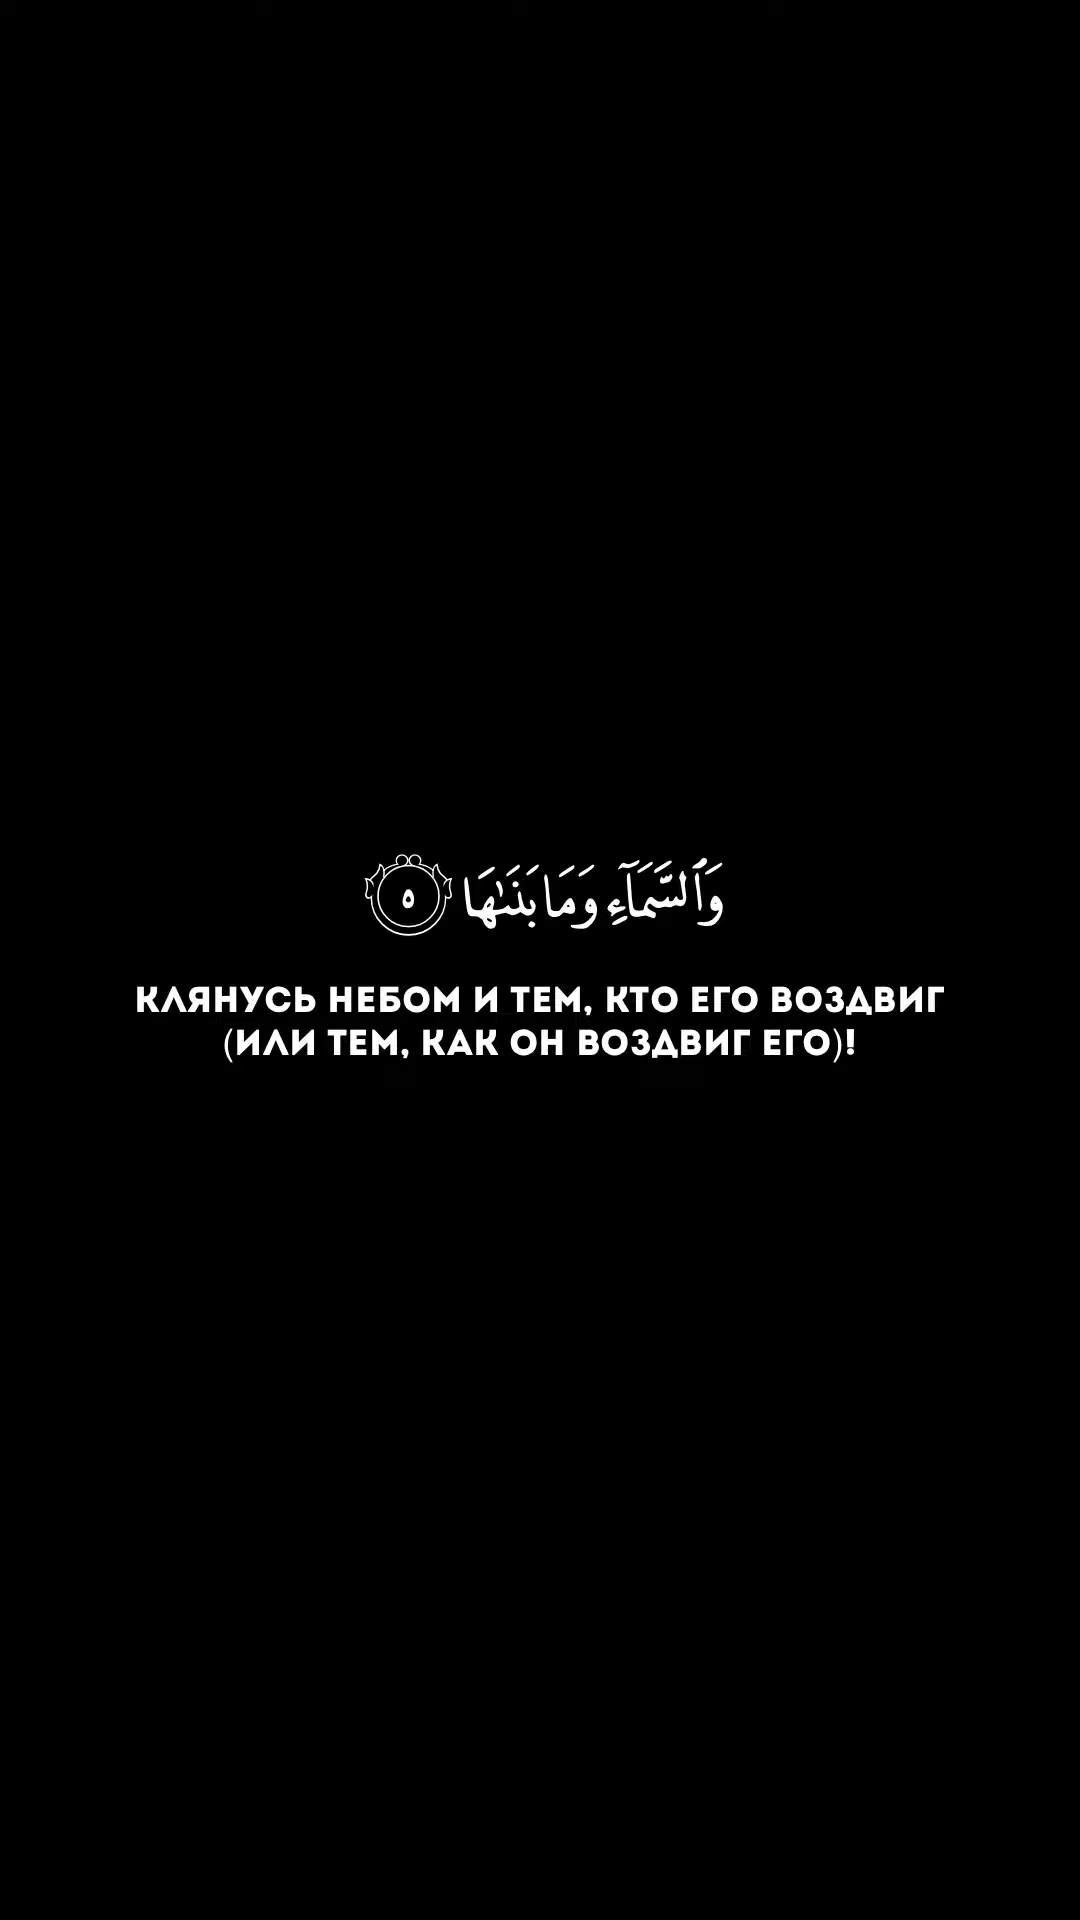 وَٱلسَّمَآءِ وَمَا بَنَىٰهَا ٥
КЛЯНУСЬ НЕБОМ И ТЕМ, КТО ЕГО ВОЗДВИГ
(ИЛИ ТЕМ, КАК ОН ВОЗДВИГ ЕГО)!